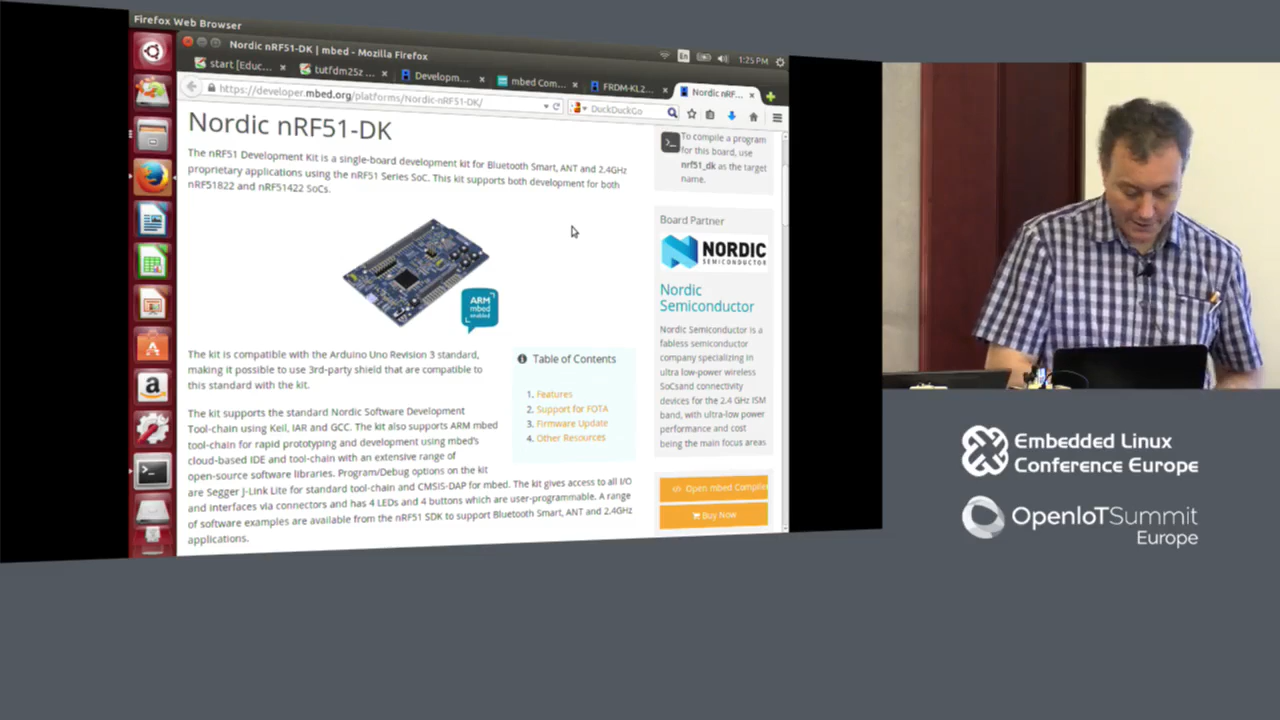 Firefox Web Browser
Nordic nRF51-DK | mbed - Mozilla Firefox
En
1:25 PM
start [Educ...
tutfdm25z ...
Developm...
mbed Com...
FRDM-KL2...
Nordic nRF...
https://developer.mbed.org/platforms/Nordic-nRF51-DK/
DuckDuckGo
Nordic nRF51-DK
The nRF51 Development Kit is a single-board development kit for Bluetooth Smart, ANT and 2.4GHz
proprietary applications using the nRF51 Series SoC. This kit supports both development for both
nRF51822 and nRF51422 SoCs.
ARM
mbed
enabled
The kit is compatible with the Arduino Uno Revision 3 standard,
making it possible to use 3rd-party shield that are compatible to
this standard with the kit.
The kit supports the standard Nordic Software Development
Tool-chain using Keil, IAR and GCC. The kit also supports ARM mbed
tool-chain for rapid prototyping and development using mbed's
cloud-based IDE and tool-chain with an extensive range of
open-source software libraries. Program/Debug options on the kit
are Segger J-Link Lite for standard tool-chain and CMSIS-DAP for mbed. The kit gives access to all I/O
and interfaces via connectors and has 4 LEDs and 4 buttons which are user-programmable. A range
of software examples are available from the nRF51 SDK to support Bluetooth Smart, ANT and 2.4GHz
applications.
Table of Contents
1. Features
2. Support for FOTA
3. Firmware Update
4. Other Resources
To compile a program
for this board, use
nrf51_dk as the target
name.
Board Partner
NORDIC
SEMICONDUCTOR
Nordic
Semiconductor
Nordic Semiconductor is a
fabless semiconductor
company specializing in
ultra low-power wireless
SoCsand connectivity
devices for the 2.4 GHz ISM
band, with ultra-low power
performance and cost
being the main focus areas
</> Open mbed Compiler
Buy Now
Embedded Linux
Conference Europe
OpenIoTSummit
Europe